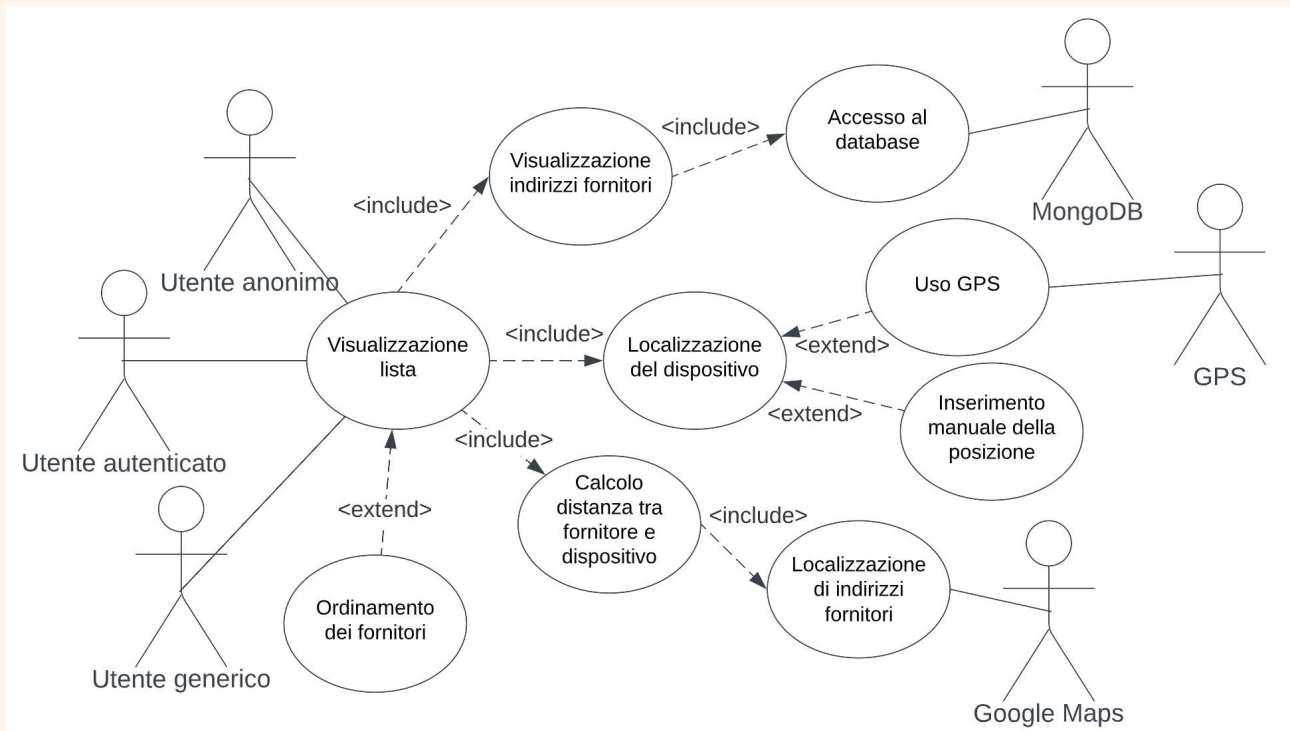 Utente anonimo
Utente autenticato
Utente generico
Visualizzazione
lista
<include>
Visualizzazione
indirizzi fornitori
<include>
Accesso al
database
MongoDB
<include>
Localizzazione
del dispositivo
<extend>
Uso GPS
GPS
<extend>
Inserimento
manuale della
posizione
<include>
Calcolo
distanza tra
fornitore e
dispositivo
<include>
Localizzazione
di indirizzi
fornitori
Google Maps
<extend>
Ordinamento
dei fornitori